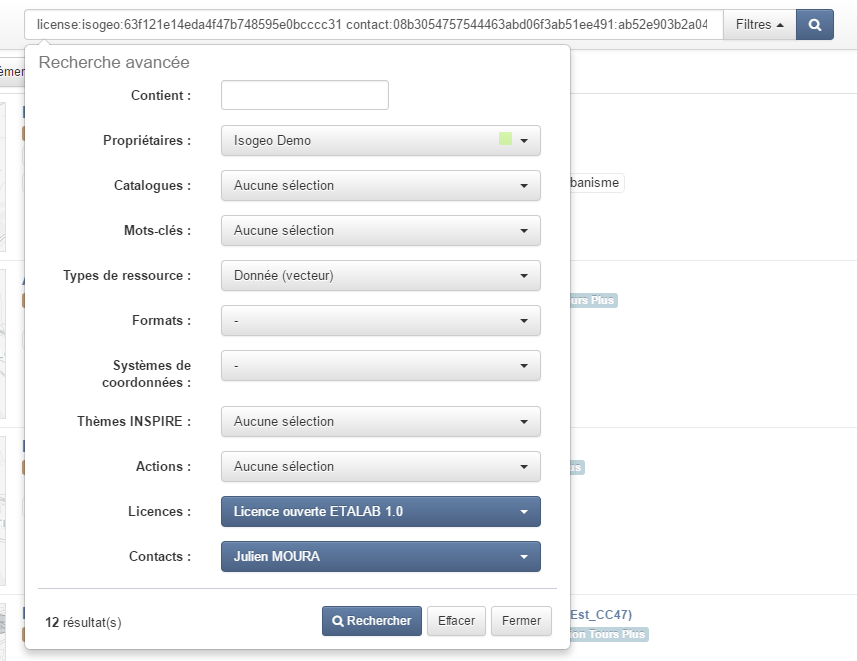 license:isogeo:63f121e14eda4f47b748595e0bcccc31 contact:08b3054757544463abd06f3ab51ee491:ab52e903b2a04
Filtres
Recherche avancée
Contient :
Propriétaires :
Isogeo Demo
Catalogues :
Aucune sélection
banisme
Mots-clés :
Aucune sélection
Types de ressource :
Donnée (vecteur)
urs Plus
Formats :
-
Systèmes de
coordonnées :
-
Thèmes INSPIRE :
Aucune sélection
Actions :
Aucune sélection
us
Licences :
Licence ouverte ETALAB 1.0
Contacts :
Julien MOURA
12 résultat(s)
Rechercher
Effacer
Fermer
Est_CC47)
on Tours Plus